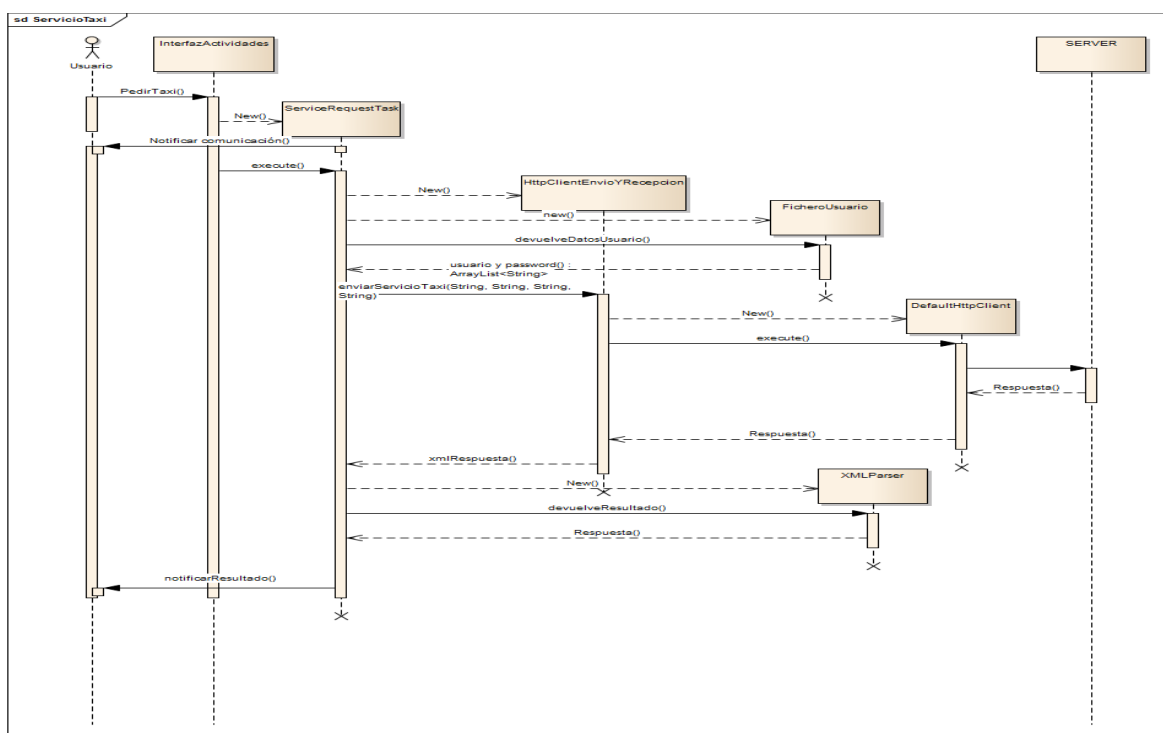 sd ServicioTaxi
Usuario
InterfazActividades
SERVER
PedirTaxi()
New()
ServiceRequestTask
Notificar comunicación()
execute()
New()
HttpClientEnvioYRecepcion
new()
FicheroUsuario
devuelveDatosUsuario()
usuario y password() :
ArrayList<String>
enviarServicioTaxi(String, String, String,
String)
New()
DefaultHttpClient
execute()
Respuesta()
Respuesta()
xmlRespuesta()
New()
XMLParser
devuelveResultado()
Respuesta()
notificarResultado()